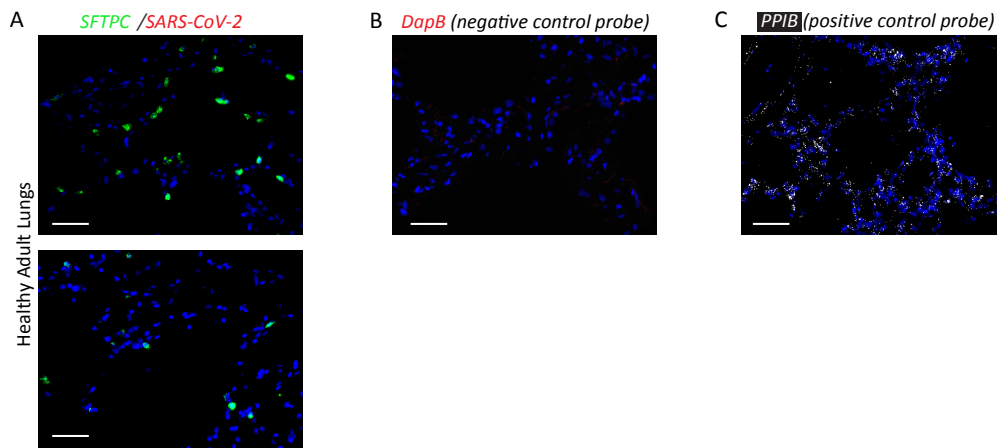 A
SFTPC /SARS-CoV-2
B
DapB (negative control probe)
C
PPIB (positive control probe)
Healthy Adult Lungs